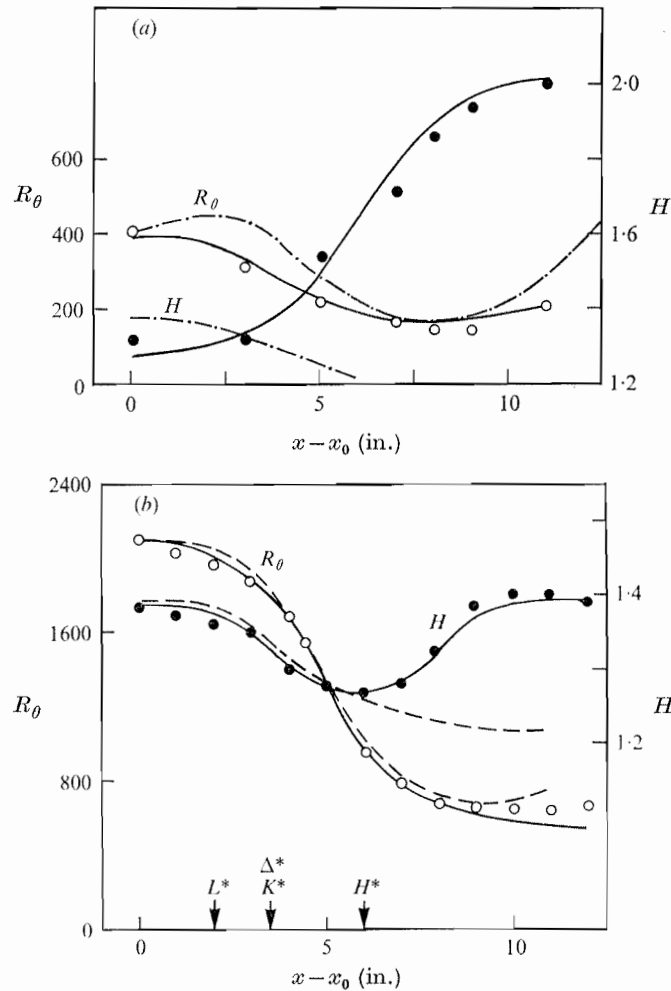 (a)
2·0
600
R_θ
R_θ
H
400
1·6
200
H
0
1·2
0
5
10
x − x₀ (in.)
2400
(b)
R_θ
1600
H
1·4
R_θ
H
1·2
800
Δ*
L*
K*
H*
0
0
5
10
x − x₀ (in.)